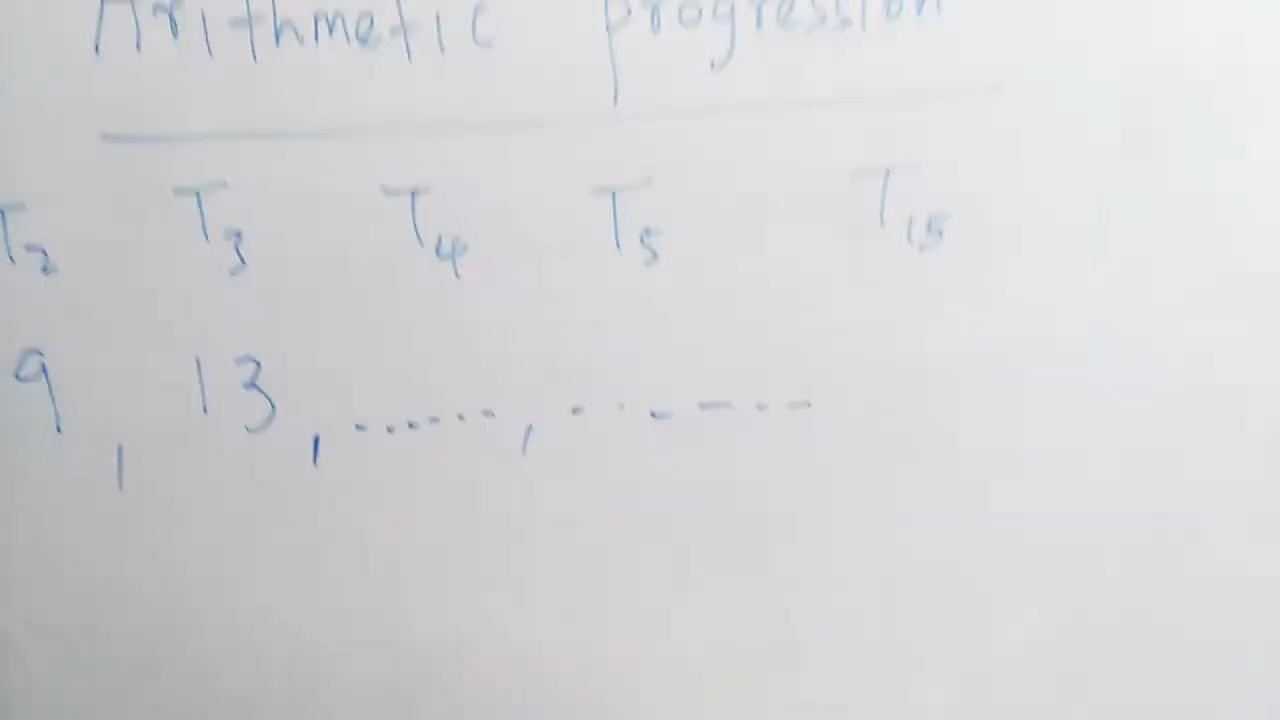 Arithmetic progression
T2 T3 T4 T5 T15
9, 13, ......, ......